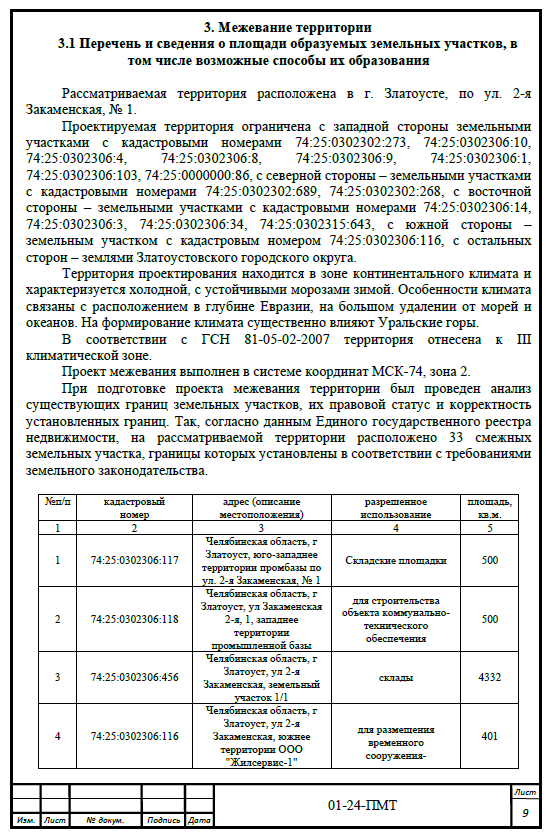 3. Межевание территории
3.1 Перечень и сведения о площади образуемых земельных участков, в
том числе возможные способы их образования
Рассматриваемая территория расположена в г. Златоусте, по ул. 2-я
Закаменская, № 1.
Проектируемая территория ограничена с западной стороны земельными
участками с кадастровыми номерами 74:25:0302302:273, 74:25:0302306:10,
74:25:0302306:4, 74:25:0302306:8, 74:25:0302306:9, 74:25:0302306:1,
74:25:0302306:103, 74:25:0000000:86, с северной стороны – земельными участками
с кадастровыми номерами 74:25:0302302:689, 74:25:0302302:268, с восточной
стороны – земельными участками с кадастровыми номерами 74:25:0302306:14,
74:25:0302306:3, 74:25:0302306:34, 74:25:0302315:643, с южной стороны –
земельным участком с кадастровым номером 74:25:0302306:116, с остальных
сторон – землями Златоустовского городского округа.
Территория проектирования находится в зоне континентального климата и
характеризуется холодной, с устойчивыми морозами зимой. Особенности климата
связаны с расположением в глубине Евразии, на большом удалении от морей и
океанов. На формирование климата существенно влияют Уральские горы.
В соответствии с ГСН 81-05-02-2007 территория отнесена к III
климатической зоне.
Проект межевания выполнен в системе координат МСК-74, зона 2.
При подготовке проекта межевания территории был проведен анализ
существующих границ земельных участков, их правовой статус и корректность
установленных границ. Так, согласно данным Единого государственного реестра
недвижимости, на рассматриваемой территории расположено 33 смежных
земельных участка, границы которых установлены в соответствии с требованиями
земельного законодательства.
№п/п кадастровый номер адрес (описание местоположения) разрешенное использование площадь, кв.м.
1 2 3 4 5
1 74:25:0302306:117 Челябинская область, г Златоуст, юго-западнее территории промбазы по ул. 2-я Закаменская, № 1 Складские площадки 500
2 74:25:0302306:118 Челябинская область, г Златоуст, ул Закаменская 2-я, 1, западнее территории промышленной базы для строительства объекта коммунально-технического обеспечения 500
3 74:25:0302306:456 Челябинская область, г Златоуст, ул 2-я Закаменская, земельный участок 1/1 склады 4332
4 74:25:0302306:116 Челябинская область, г Златоуст, ул 2-я Закаменская, южнее территории ООО "Жилсервис-1" для размещения временного сооружения- 401
01-24-ПМТ
Лист
9
Изм. Лист № докум. Подпись Дата